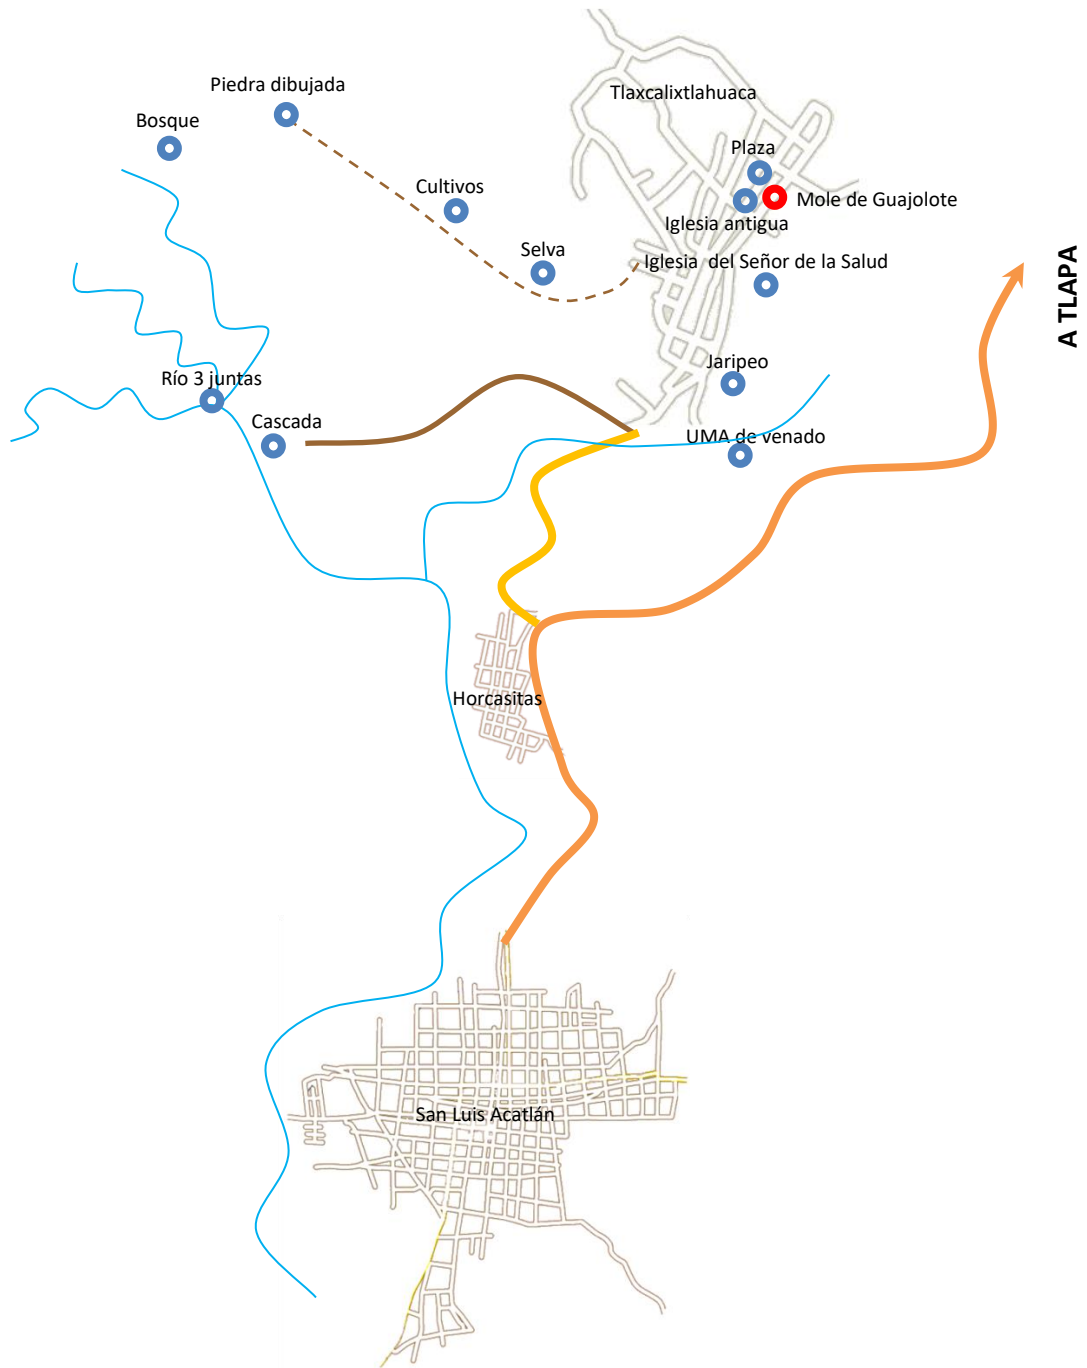 Piedra dibujada
Tlaxcalixtlahuaca
Bosque
Plaza
Cultivos
Mole de Guajolote
Iglesia antigua
Selva
Iglesia  del Señor de la Salud
A TLAPA
Jaripeo
Río 3 juntas
Cascada
UMA de venado
Horcasitas
San Luis Acatlán